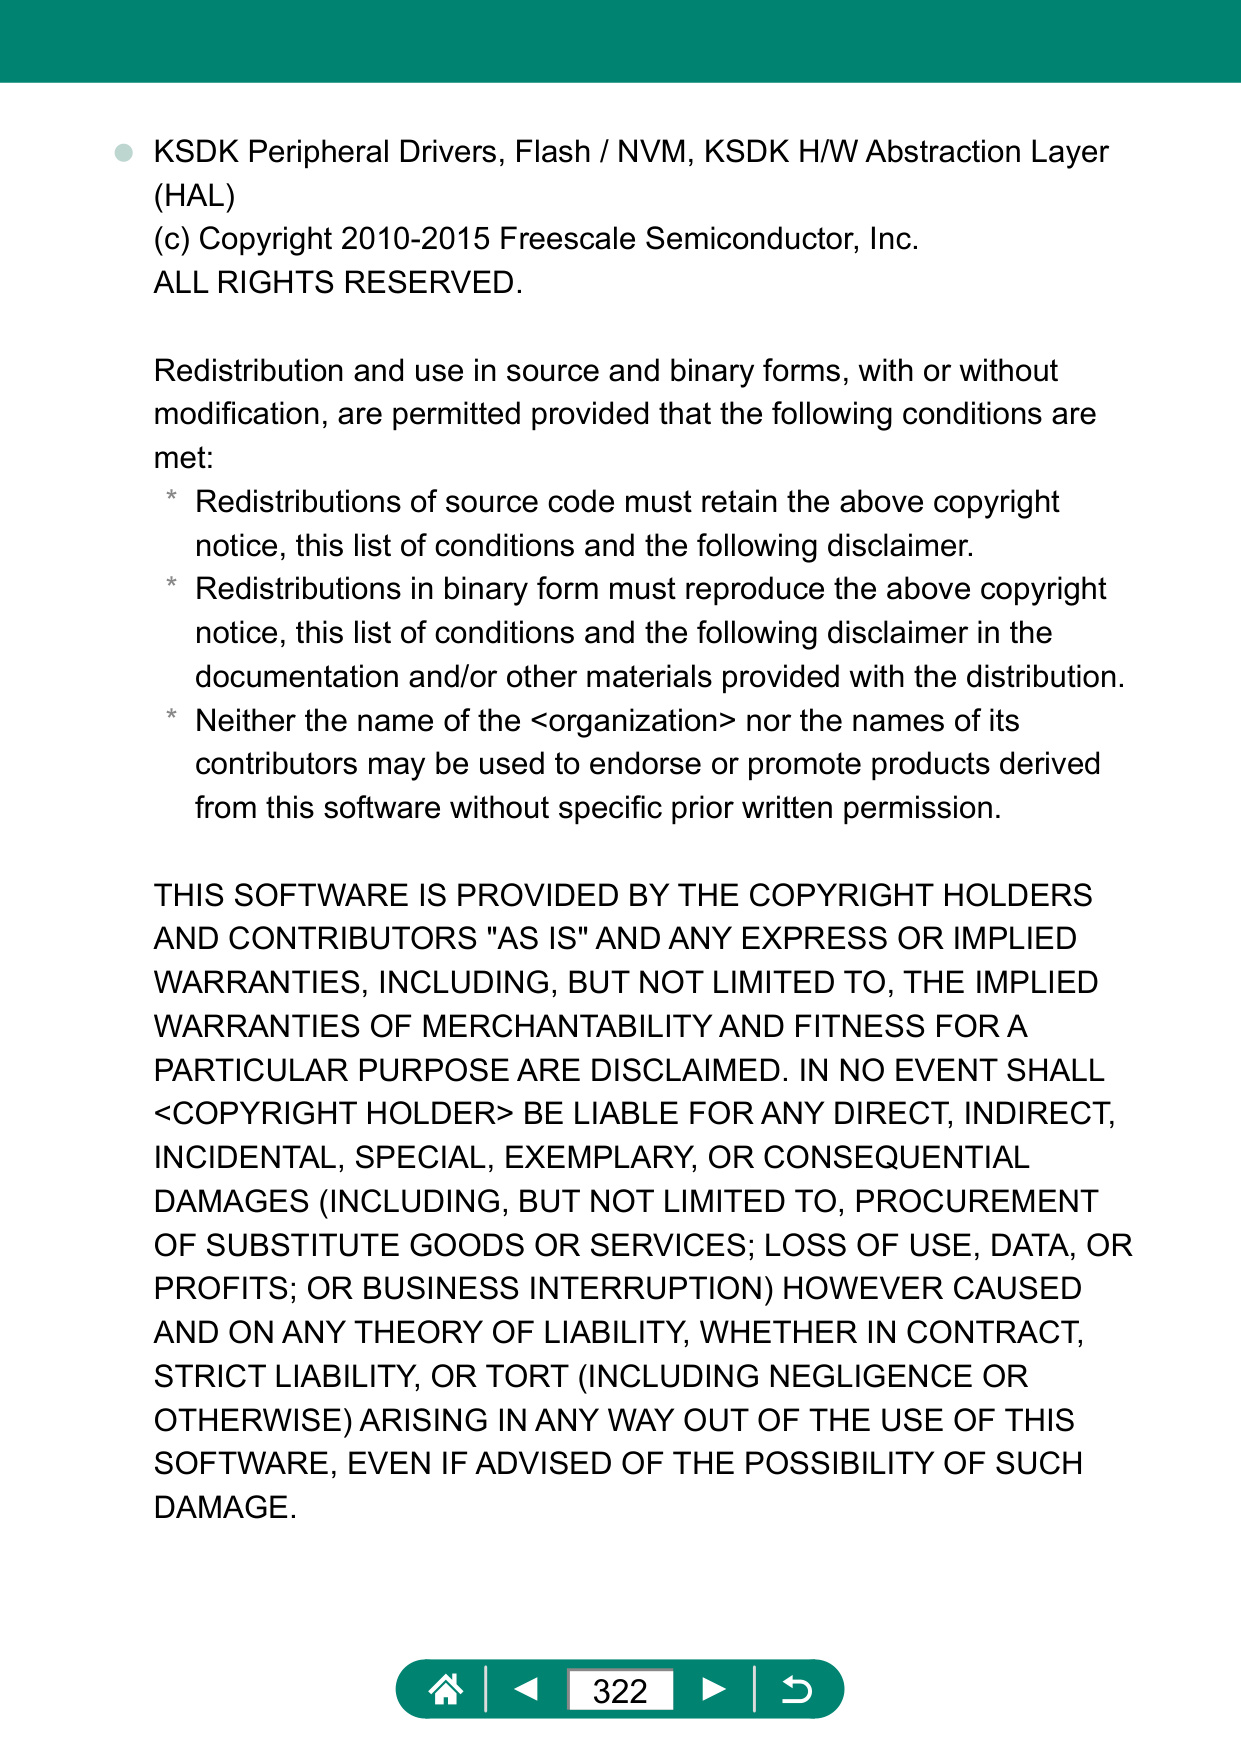 KSDK Peripheral Drivers, Flash / NVM, KSDK H/W Abstraction Layer
(HAL)
(c) Copyright 2010-2015 Freescale Semiconductor, Inc.
ALL RIGHTS RESERVED.
Redistribution and use in source and binary forms, with or without
modification, are permitted provided that the following conditions are
met:
* Redistributions of source code must retain the above copyright
notice, this list of conditions and the following disclaimer.
* Redistributions in binary form must reproduce the above copyright
notice, this list of conditions and the following disclaimer in the
documentation and/or other materials provided with the distribution.
* Neither the name of the <organization> nor the names of its
contributors may be used to endorse or promote products derived
from this software without specific prior written permission.
THIS SOFTWARE IS PROVIDED BY THE COPYRIGHT HOLDERS
AND CONTRIBUTORS "AS IS" AND ANY EXPRESS OR IMPLIED
WARRANTIES, INCLUDING, BUT NOT LIMITED TO, THE IMPLIED
WARRANTIES OF MERCHANTABILITY AND FITNESS FOR A
PARTICULAR PURPOSE ARE DISCLAIMED. IN NO EVENT SHALL
<COPYRIGHT HOLDER> BE LIABLE FOR ANY DIRECT, INDIRECT,
INCIDENTAL, SPECIAL, EXEMPLARY, OR CONSEQUENTIAL
DAMAGES (INCLUDING, BUT NOT LIMITED TO, PROCUREMENT
OF SUBSTITUTE GOODS OR SERVICES; LOSS OF USE, DATA, OR
PROFITS; OR BUSINESS INTERRUPTION) HOWEVER CAUSED
AND ON ANY THEORY OF LIABILITY, WHETHER IN CONTRACT,
STRICT LIABILITY, OR TORT (INCLUDING NEGLIGENCE OR
OTHERWISE) ARISING IN ANY WAY OUT OF THE USE OF THIS
SOFTWARE, EVEN IF ADVISED OF THE POSSIBILITY OF SUCH
DAMAGE.
322